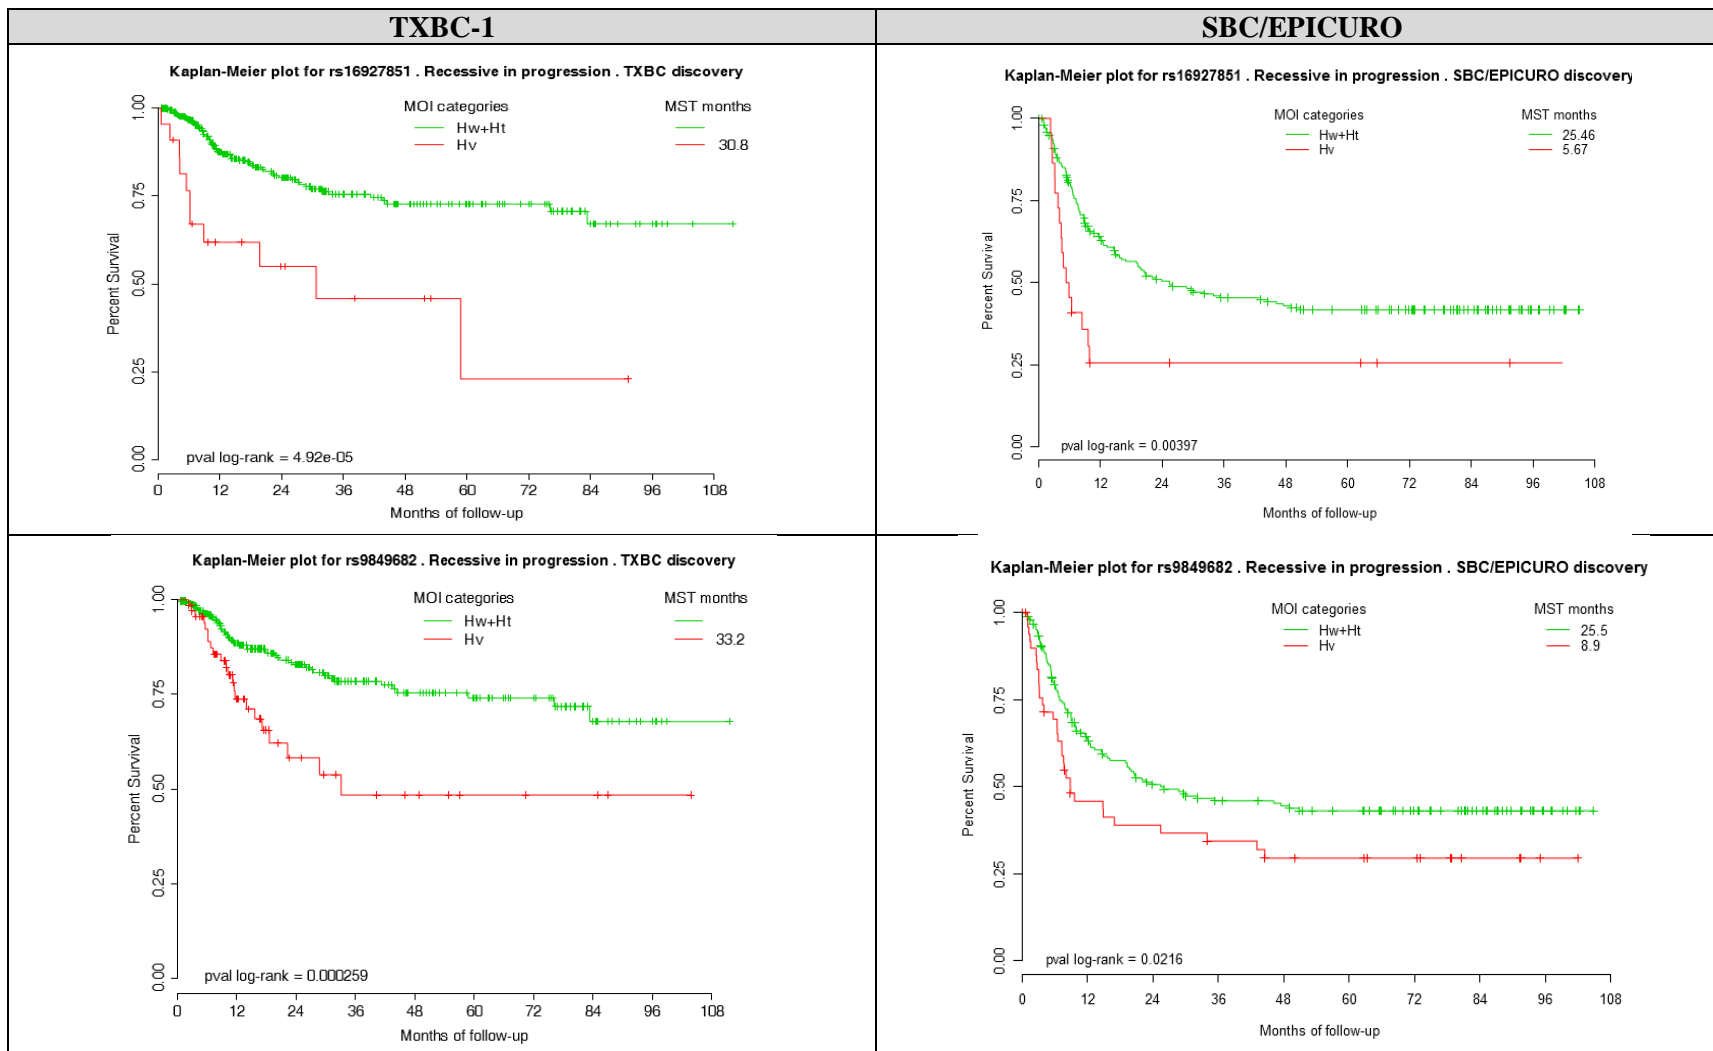 TXBC-1
SBC/EPICURO
Kaplan-Meier plot for rs16927851 . Recessive in progression . TXBC discovery
MOI categories
MST months
Hw+Ht
Hv
30.8
1.00
0.75
0.50
0.25
0.00
Percent Survival
pval log-rank = 4.92e-05
0 12 24 36 48 60 72 84 96 108
Months of follow-up
Kaplan-Meier plot for rs16927851 . Recessive in progression . SBC/EPICURO discovery
MOI categories
MST months
Hw+Ht
25.46
Hv
5.67
1.00
0.75
0.50
0.25
0.00
Percent Survival
pval log-rank = 0.00397
0 12 24 36 48 60 72 84 96 108
Months of follow-up
Kaplan-Meier plot for rs9849682 . Recessive in progression . TXBC discovery
MOI categories
MST months
Hw+Ht
Hv
33.2
1.00
0.75
0.50
0.25
0.00
Percent Survival
pval log-rank = 0.000259
0 12 24 36 48 60 72 84 96 108
Months of follow-up
Kaplan-Meier plot for rs9849682 . Recessive in progression . SBC/EPICURO discovery
MOI categories
MST months
Hw+Ht
25.5
Hv
8.9
1.00
0.75
0.50
0.25
0.00
Percent Survival
pval log-rank = 0.0216
0 12 24 36 48 60 72 84 96 108
Months of follow-up